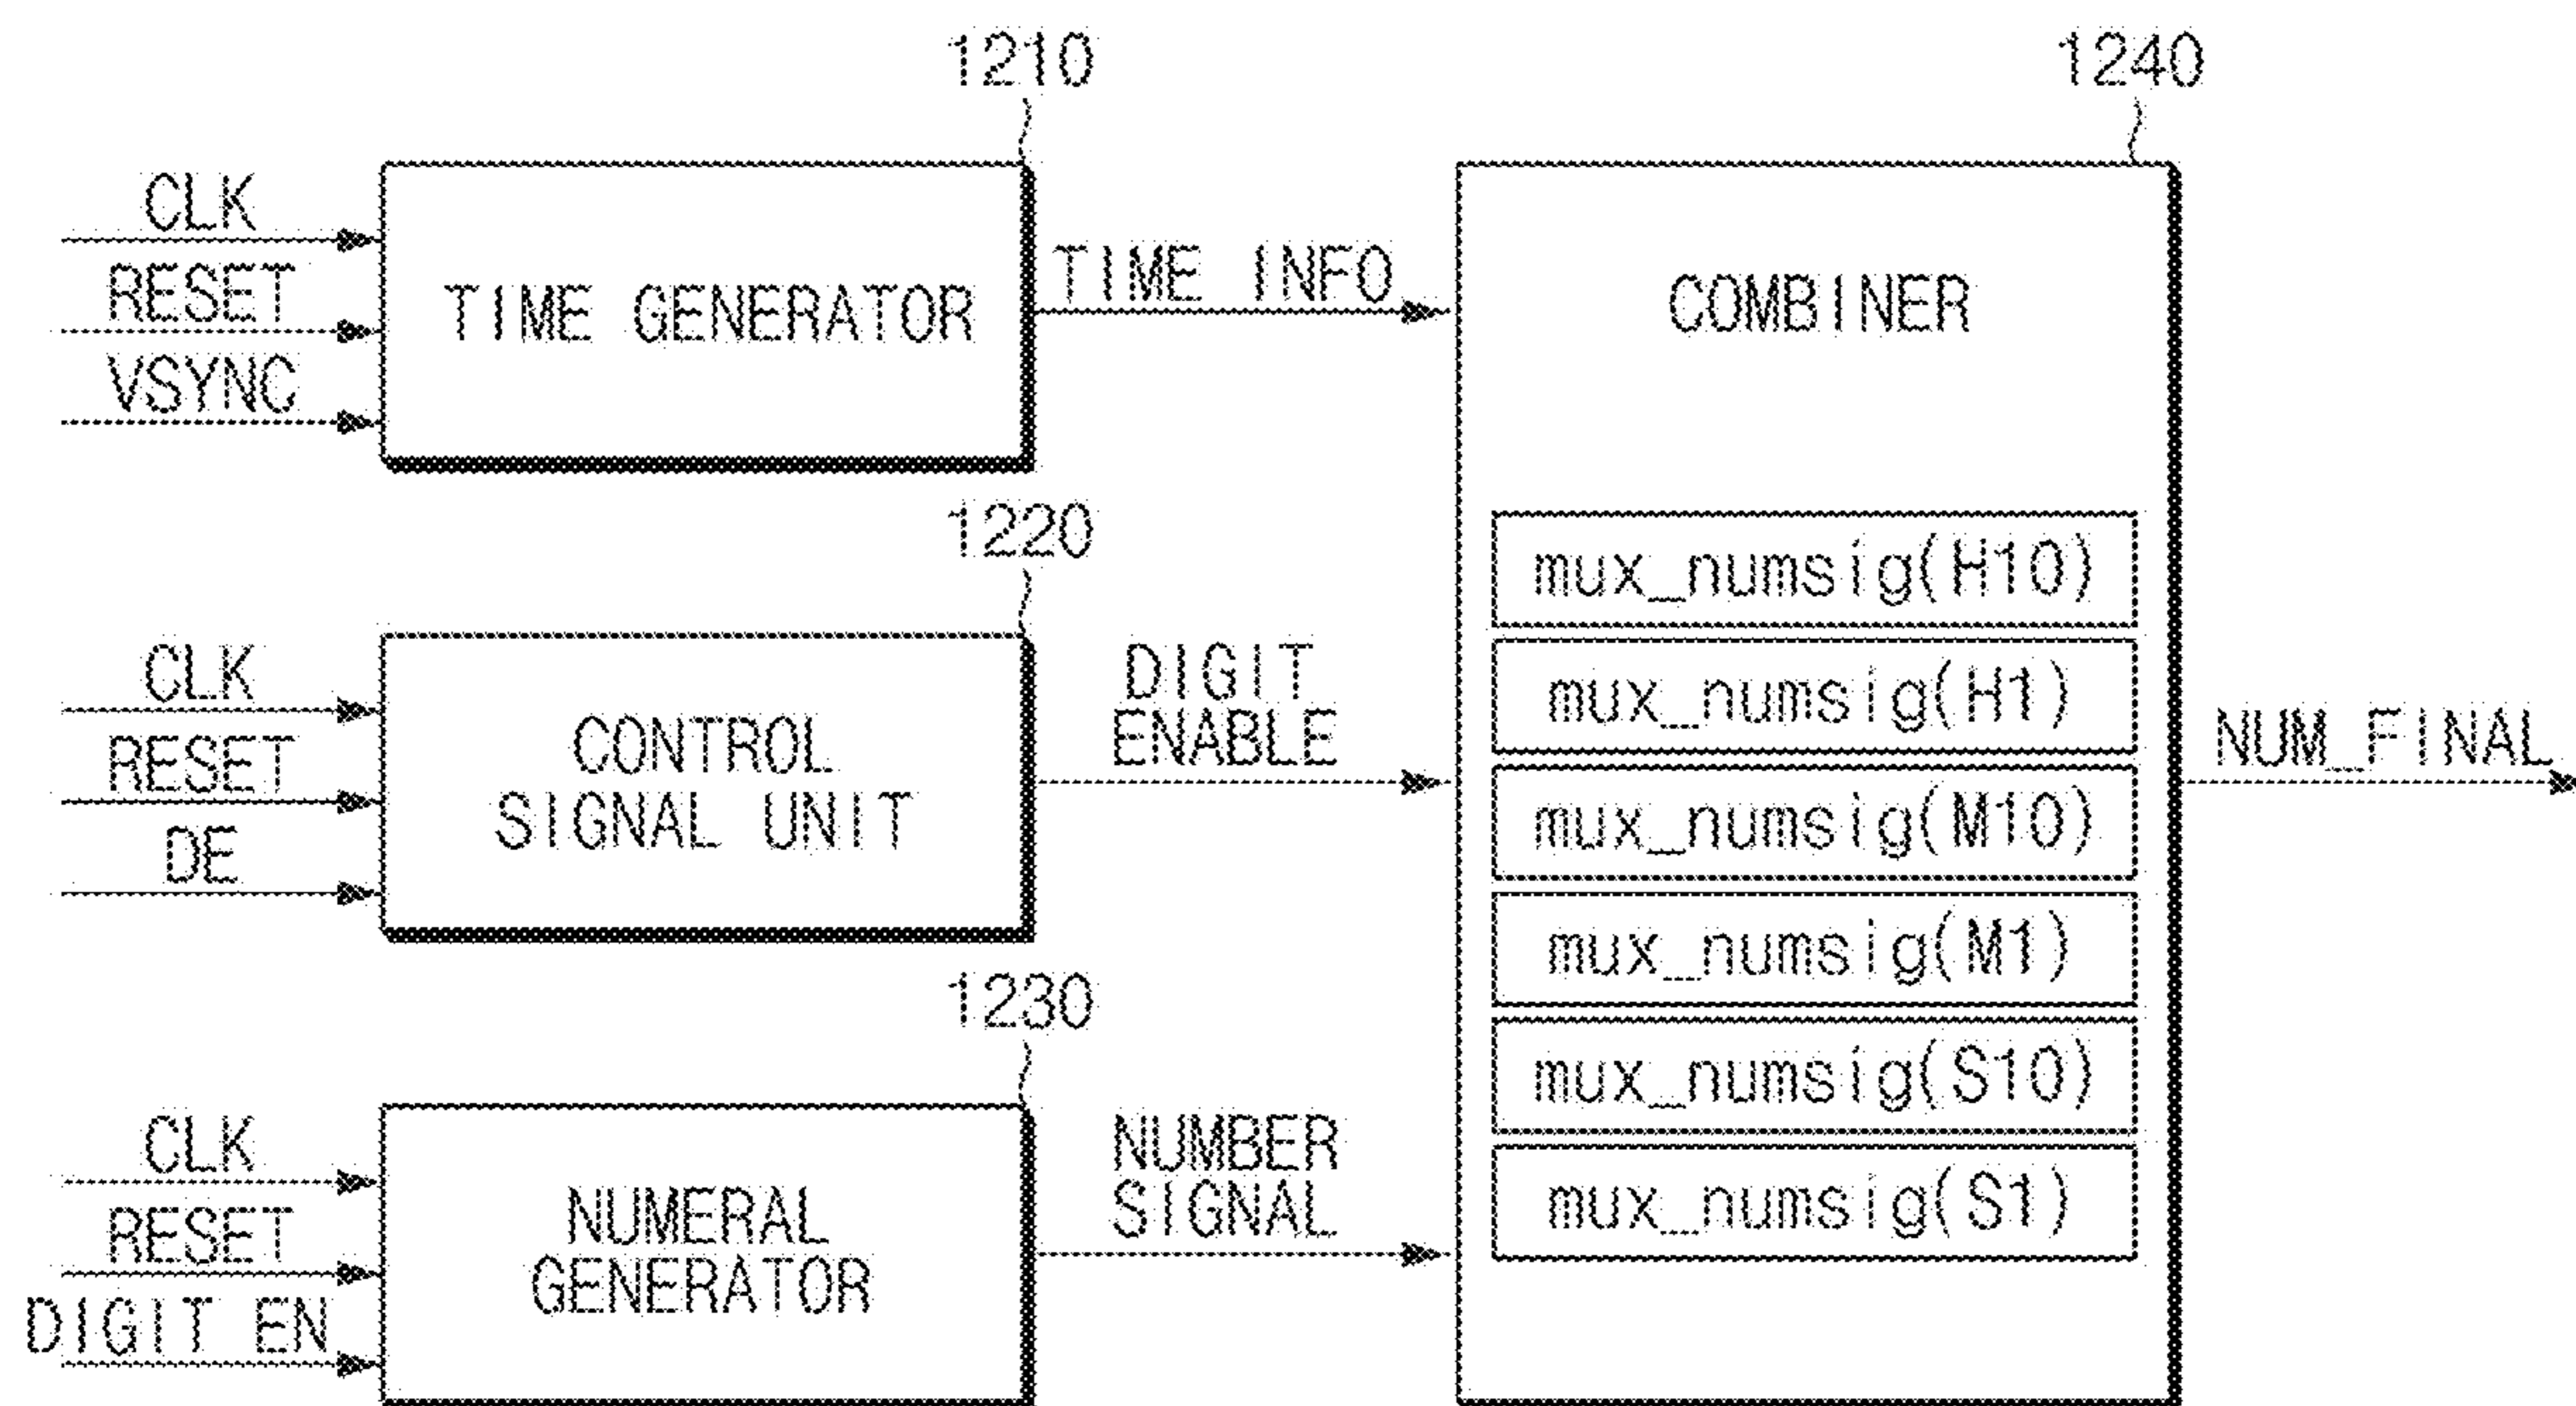 1210
1240
CLK
RESET
VSYNC
TIME GENERATOR
TIME INFO
COMBINER
1220
CLK
RESET
DE
CONTROL
SIGNAL UNIT
DIGIT
ENABLE
1230
CLK
RESET
DIGIT EN
NUMERAL
GENERATOR
NUMBER
SIGNAL
mux_numsig(H10)
mux_numsig(H1)
mux_numsig(M10)
mux_numsig(M1)
mux_numsig(S10)
mux_numsig(S1)
NUM_FINAL